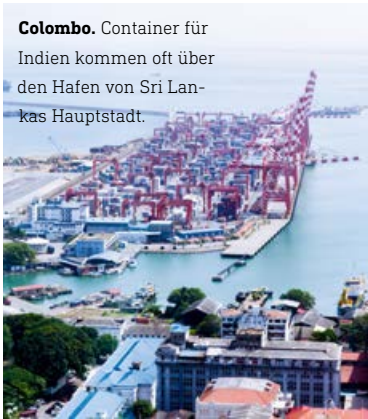 Colombo. Container für
Indien kommen oft über
den Hafen von Sri Lan-
kas Hauptstadt.